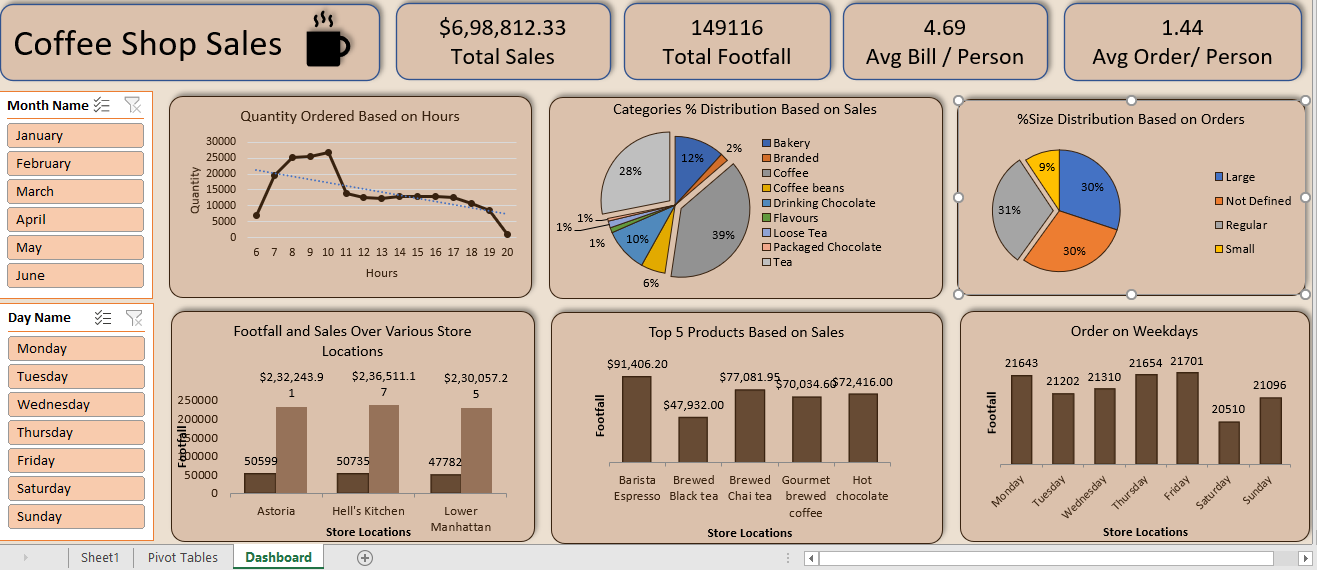 Coffee Shop Sales
$6,98,812.33
Total Sales
149116
Total Footfall
4.69
Avg Bill / Person
1.44
Avg Order/ Person
Month Name
January
February
March
April
May
June
Day Name
Monday
Tuesday
Wednesday
Thursday
Friday
Saturday
Sunday
Quantity Ordered Based on Hours
Quantity
30000
25000
20000
15000
10000
5000
0
6 7 8 9 10 11 12 13 14 15 16 17 18 19 20
Hours
Categories % Distribution Based on Sales
12%
2%
39%
6%
10%
1%
1%
1%
28%
Bakery
Branded
Coffee
Coffee beans
Drinking Chocolate
Flavours
Loose Tea
Packaged Chocolate
Tea
%Size Distribution Based on Orders
30%
30%
31%
9%
Large
Not Defined
Regular
Small
Footfall and Sales Over Various Store
Locations
Footfall
250000
200000
150000
100000
50000
0
$2,32,243.9
1
$2,36,511.1
7
$2,30,057.2
5
50599
50735
47782
Astoria
Hell's Kitchen
Lower
Manhattan
Store Locations
Top 5 Products Based on Sales
Footfall
$91,406.20
$47,932.00
$77,081.95
$70,034.60
$72,416.00
Barista
Espresso
Brewed
Black tea
Brewed
Chai tea
Gourmet
brewed
coffee
Hot
chocolate
Store Locations
Order on Weekdays
Footfall
21643
21202
21310
21654
21701
20510
21096
Monday
Tuesday
Wednesday
Thursday
Friday
Saturday
Sunday
Store Locations
Sheet1
Pivot Tables
Dashboard